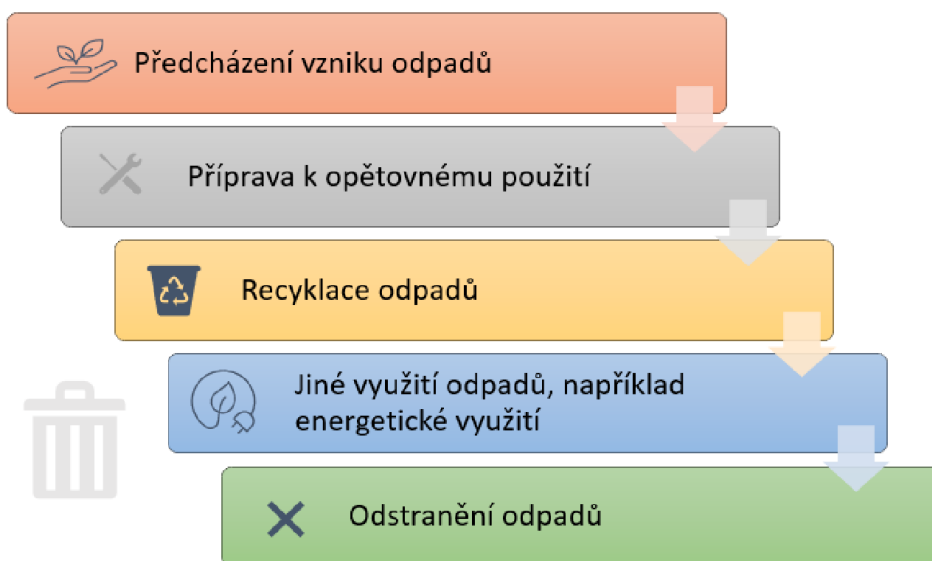 Předcházení vzniku odpadů
Příprava k opětovnému použití
Recyklace odpadů
Jiné využití odpadů, například
energetické využití
Odstranění odpadů